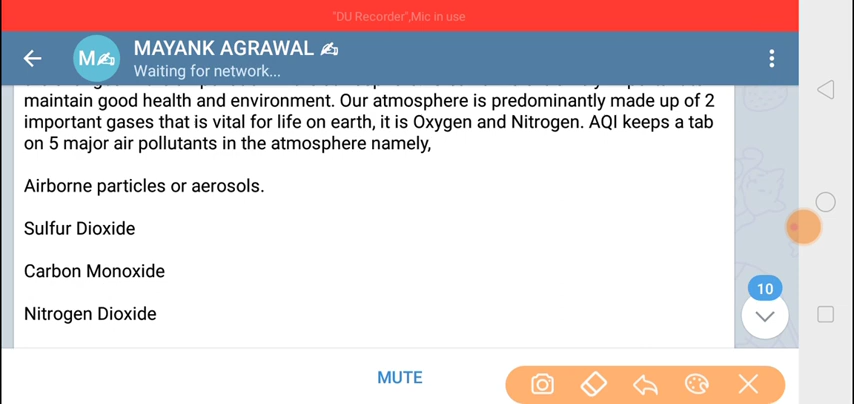 "DU Recorder",Mic in use
MAYANK AGRAWAL ✍
Waiting for network...
maintain good health and environment. Our atmosphere is predominantly made up of 2
important gases that is vital for life on earth, it is Oxygen and Nitrogen. AQI keeps a tab
on 5 major air pollutants in the atmosphere namely,
Airborne particles or aerosols.
Sulfur Dioxide
Carbon Monoxide
Nitrogen Dioxide
10
MUTE